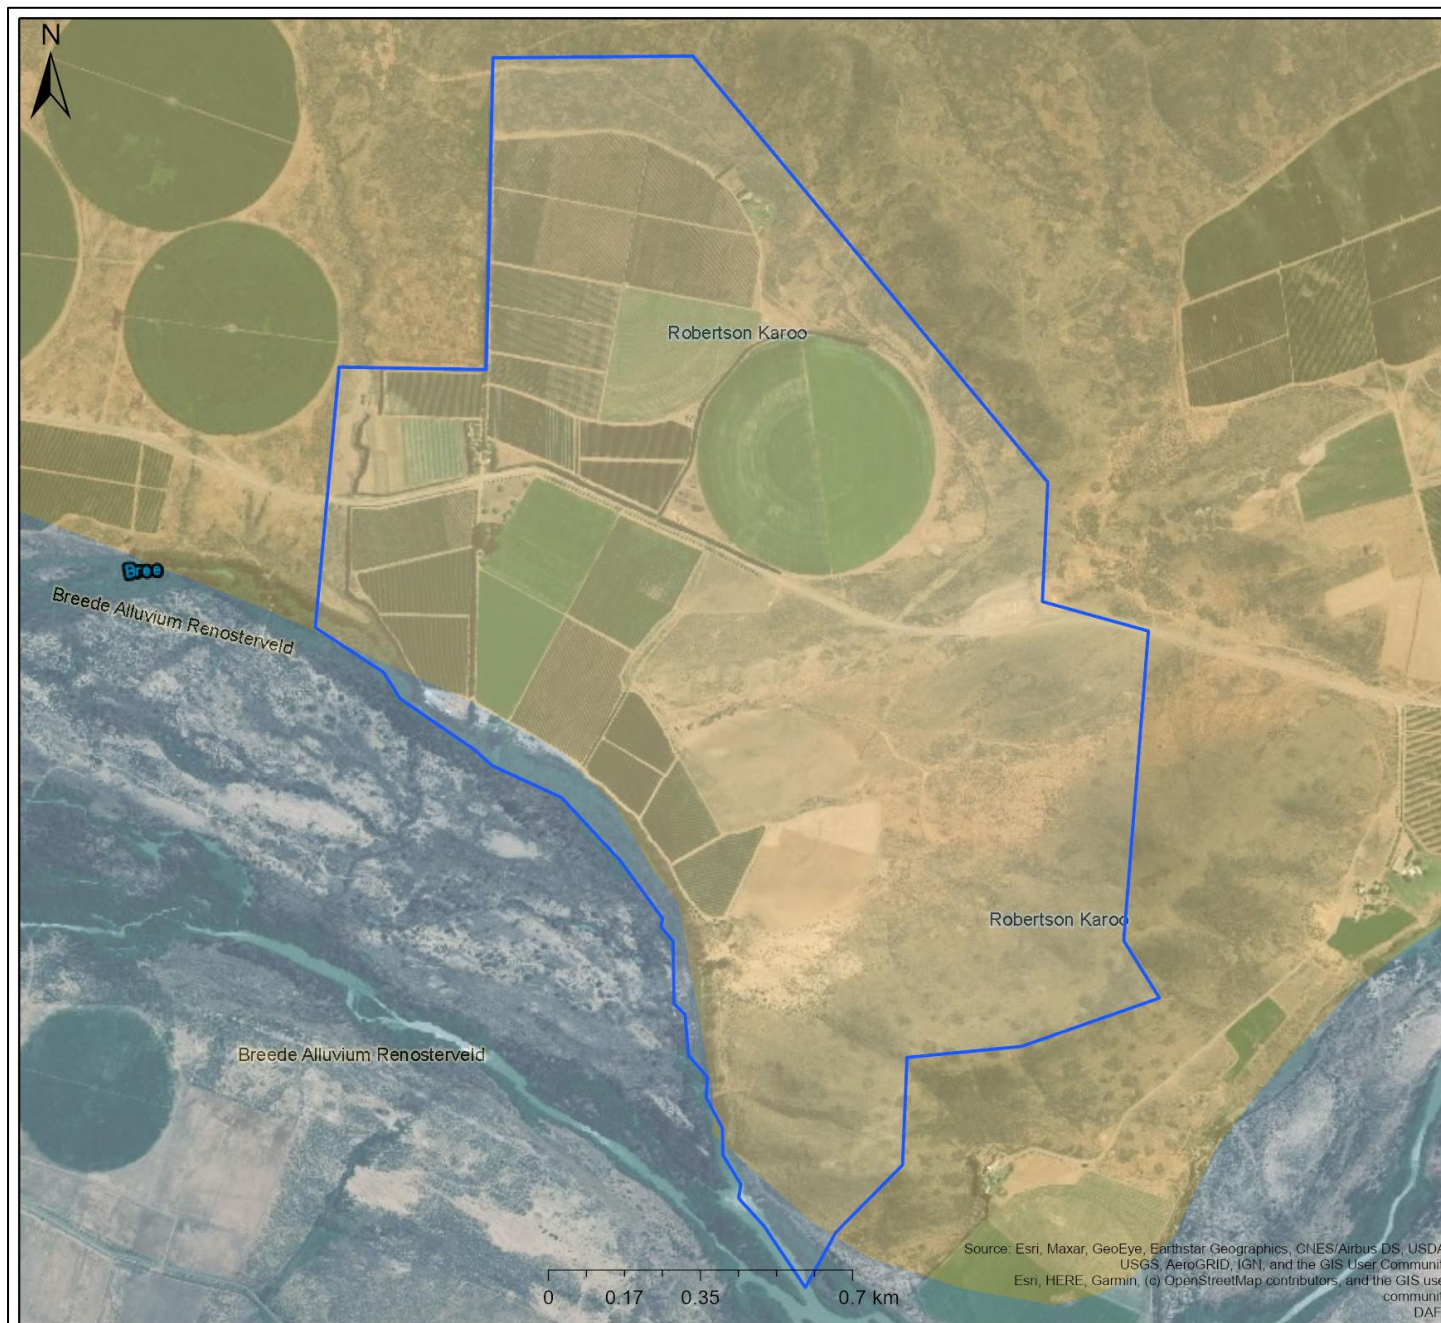 N
Robertson Karoo
Bree
Breede Alluvium Renosterveld
Robertson Karoo
Breede Alluvium Renosterveld
Source: Esri, Maxar, GeoEye, Earthstar Geographics, CNES/Airbus DS, USDA
USGS, AeroGRID, IGN, and the GIS User Communit
Esri, HERE, Garmin, (c) OpenStreetMap contributors, and the GIS use
communit
DAF
0 0.17 0.35 0.7 km